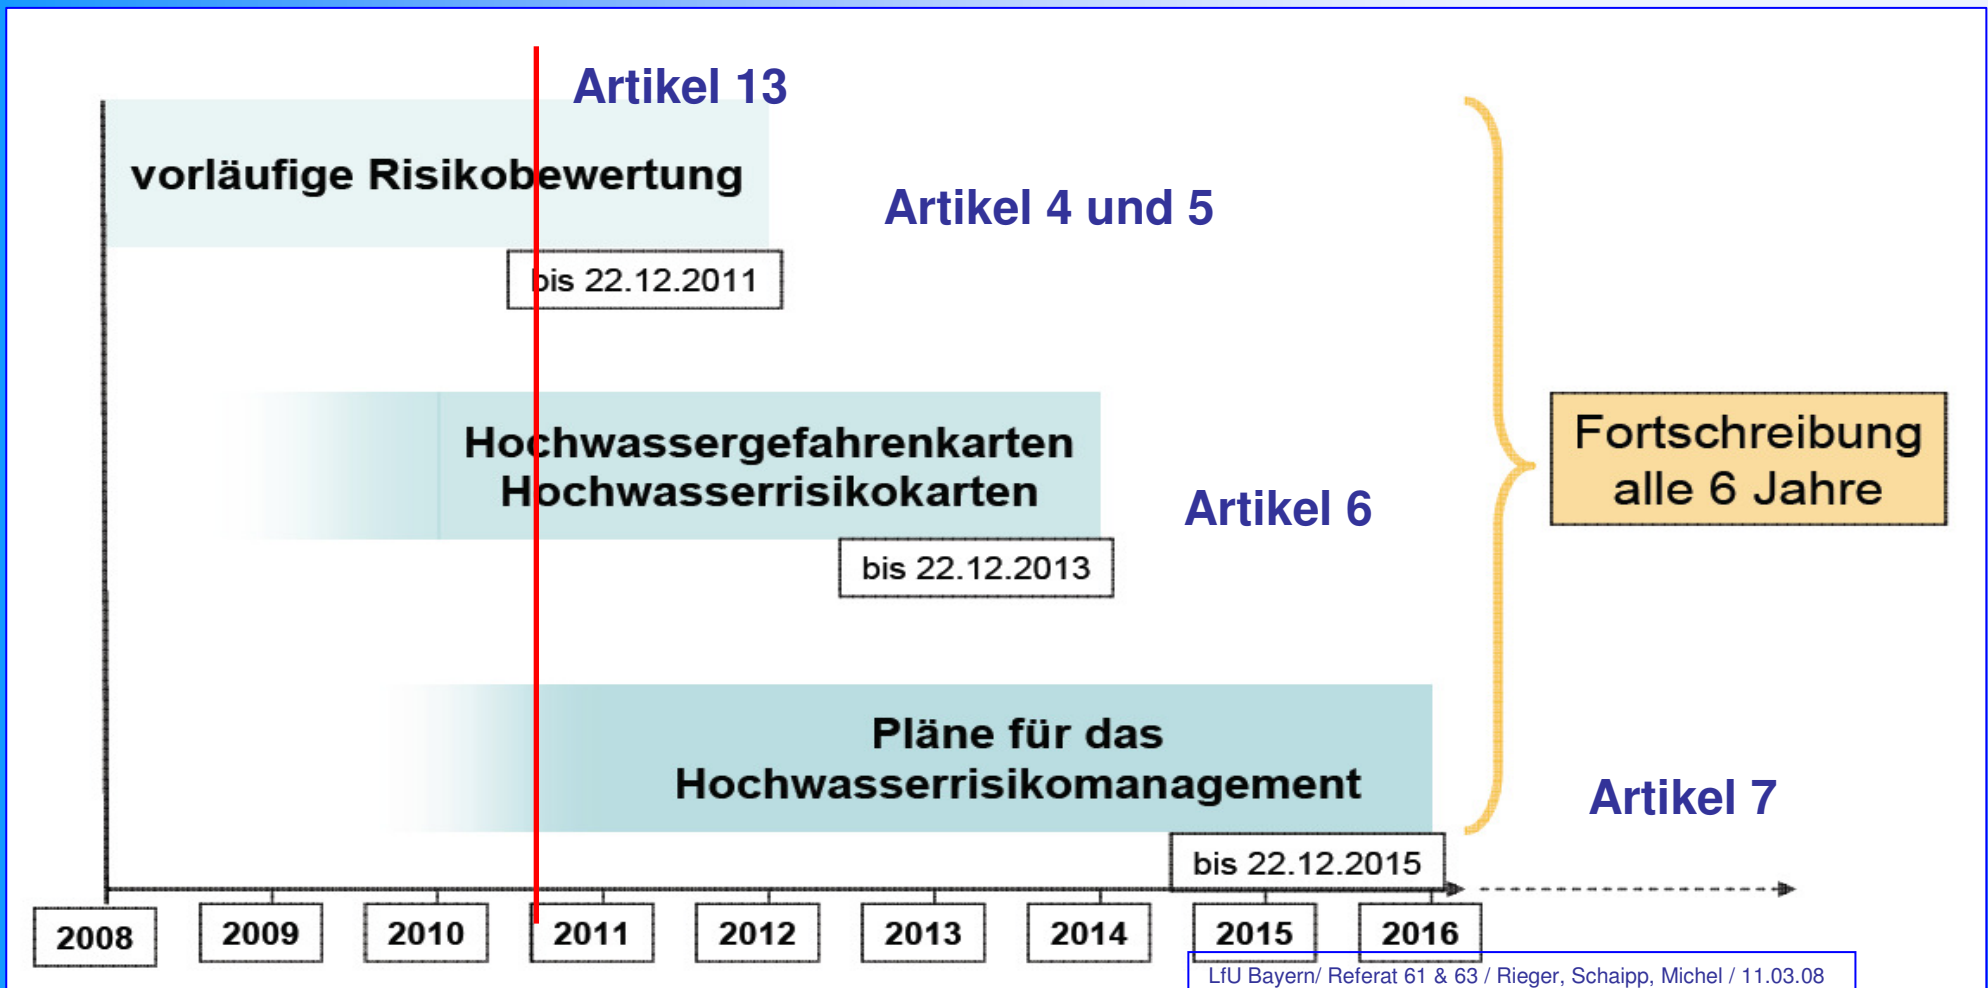 Artikel 13
vorläufige Risikobewertung
Artikel 4 und 5
bis 22.12.2011
Hochwassergefahrenkarten
Hochwasserrisikokarten
Artikel 6
bis 22.12.2013
Fortschreibung
alle 6 Jahre
Pläne für das
Hochwasserrisikomanagement
Artikel 7
bis 22.12.2015
2008 2009 2010 2011 2012 2013 2014 2015 2016
LfU Bayern/ Referat 61 & 63 / Rieger, Schaipp, Michel / 11.03.08